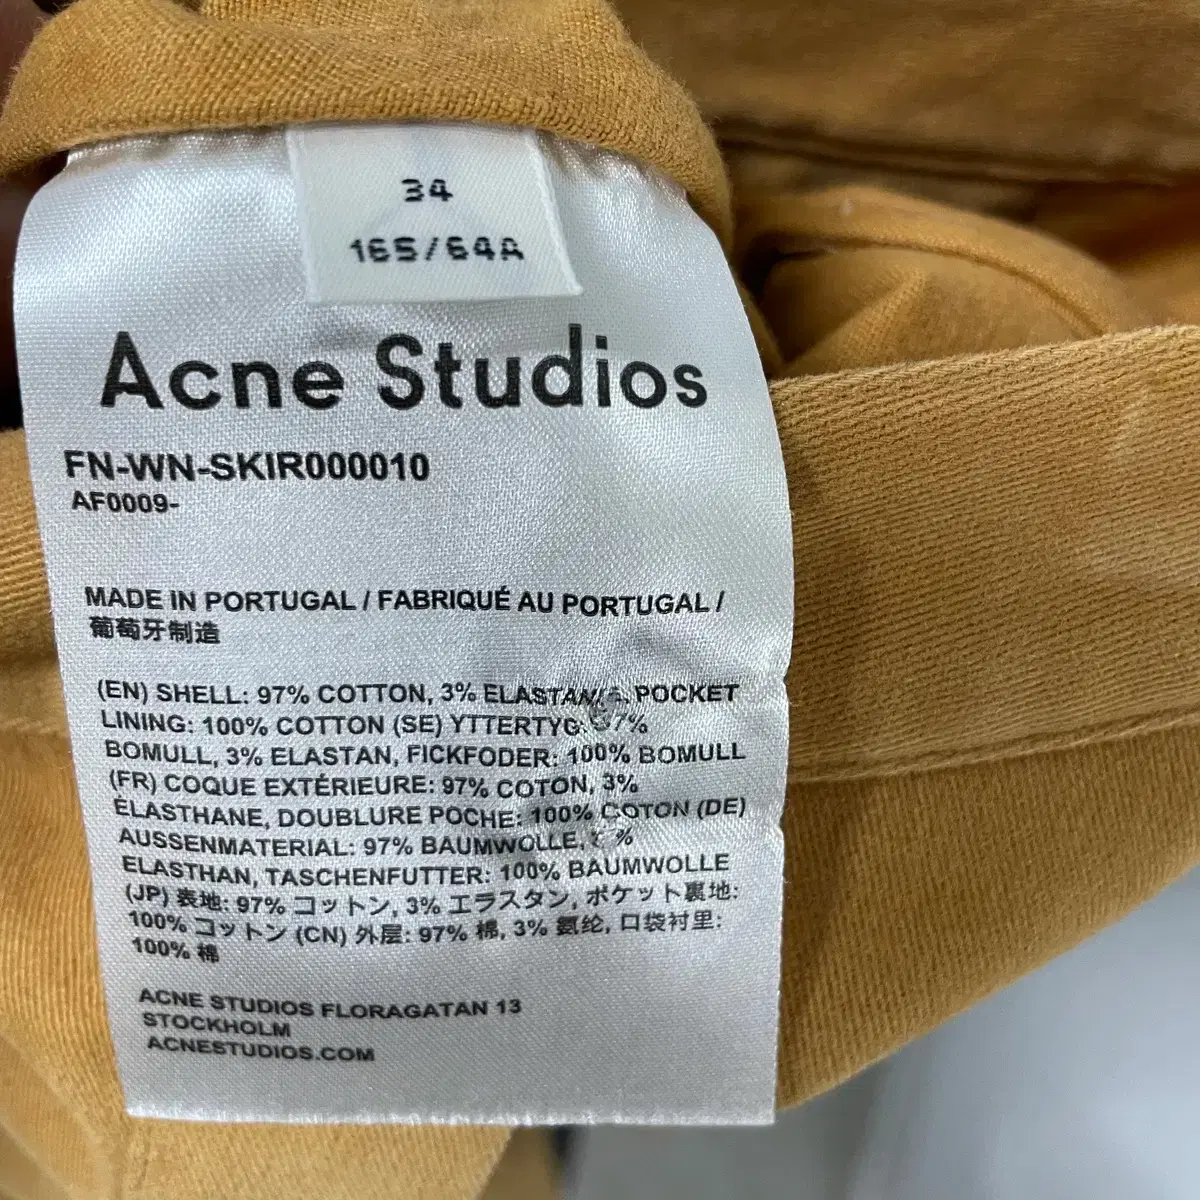 34
165/64A
Acne Studios
FN-WN-SKIR000010
AF0009-
MADE IN PORTUGAL / FABRIQUÉ AU PORTUGAL /
葡萄牙制造
(EN) SHELL: 97% COTTON, 3% POCKET
LINING: 100% COTTON (SE) YTTERTYG:
BOMULL, 3% ELASTAN, FICKFODER: 100% BOMULL
(FR) COQUE EXTÉRIEURE: 97% COTON, 3%
ÉLASTHANE, DOUBLURE POCHE: 100% COTON (DE)
AUSSENMATERIAL: 97% BAUMWOLLE,
ELASTHAN, TASCHENFUTTER: 100% BAUMWOLLE
(JP) 表地: 97% コットン, 3% エラスタン, ポケット裏地:
100% コットン (CN) 外层: 97% 棉, 3% 氨纶, 口袋衬里:
100% 棉
ACNE STUDIOS FLORAGATAN 13
STOCKHOLM
ACNESTUDIOS.COM